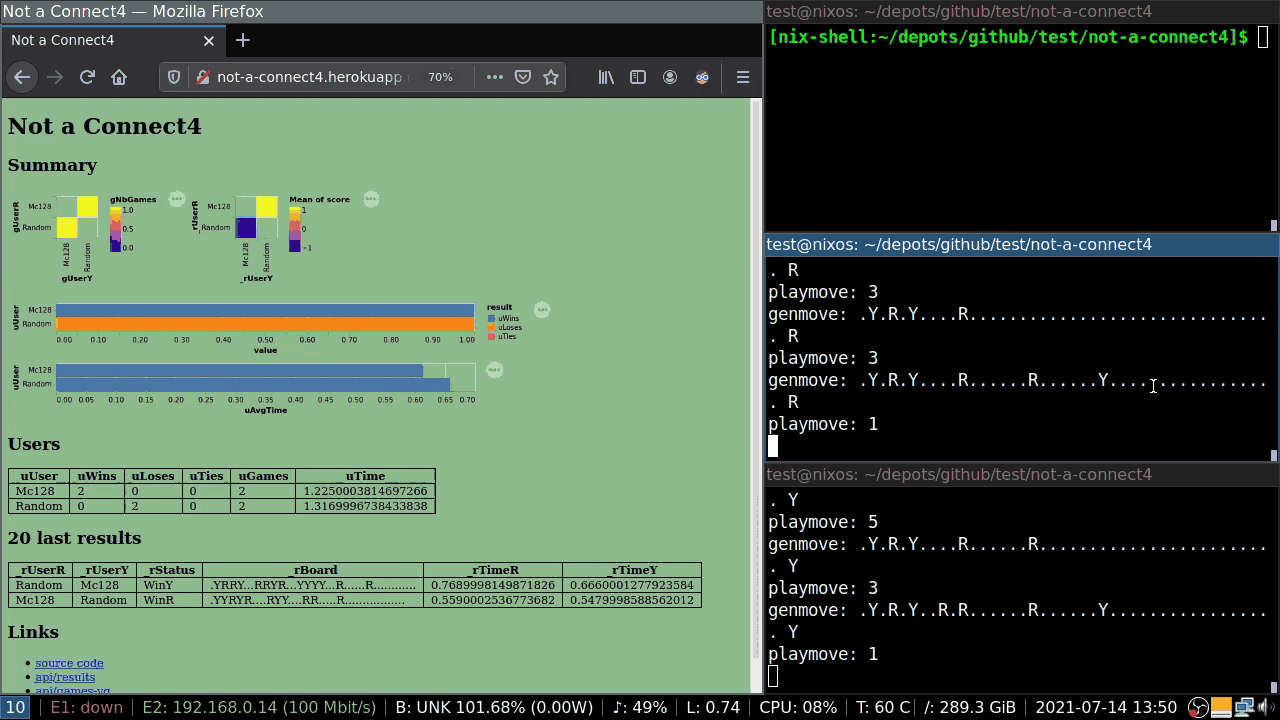 Not a Connect4 — Mozilla Firefox
Not a Connect4
not-a-connect4.herokuapp. 70%
Not a Connect4
Summary
gUserR
Mc128
Random
Mc128
Random
gUserY
gNbGames
1.0
0.5
0.0
_rUserR
Mc128
Random
Mc128
Random
_rUserY
Mean of score
1
0
−1
uUser
Mc128
Random
0.00 0.10 0.20 0.30 0.40 0.50 0.60 0.70 0.80 0.90 1.00
value
result
uWins
uLoses
uTies
uUser
Mc128
Random
0.00 0.05 0.10 0.15 0.20 0.25 0.30 0.35 0.40 0.45 0.50 0.55 0.60 0.65 0.70
uAvgTime
Users
_uUser _uWins _uLoses _uTies _uGames _uTime
Mc128 2 0 0 2 1.2250003814697266
Random 0 2 0 2 1.3169996738433838
20 last results
_rUserR _rUserY _rStatus _rBoard _rTimeR _rTimeY
Random Mc128 WinY .YRRY...RRYR...YYYY...R......R............ 0.7689998149871826 0.6660001277923584
Mc128 Random WinR .YYRYR....RYY....RR.....R................. 0.5590002536773682 0.5479998588562012
Links
source code
api/results
api/games-vg
test@nixos: ~/depots/github/test/not-a-connect4
[nix-shell:~/depots/github/test/not-a-connect4]$
test@nixos: ~/depots/github/test/not-a-connect4
. R
playmove: 3
genmove: .Y.R.Y....R............................
. R
playmove: 3
genmove: .Y.R.Y....R......R......Y...............
. R
playmove: 1
test@nixos: ~/depots/github/test/not-a-connect4
. Y
playmove: 5
genmove: .Y.R.Y....R......R......................
. Y
playmove: 3
genmove: .Y.R.Y..R.R......R......Y...............
. Y
playmove: 1
10 E1: down E2: 192.168.0.14 (100 Mbit/s) B: UNK 101.68% (0.00W) ♪: 49% L: 0.74 CPU: 08% T: 60 C /: 289.3 GiB 2021-07-14 13:50